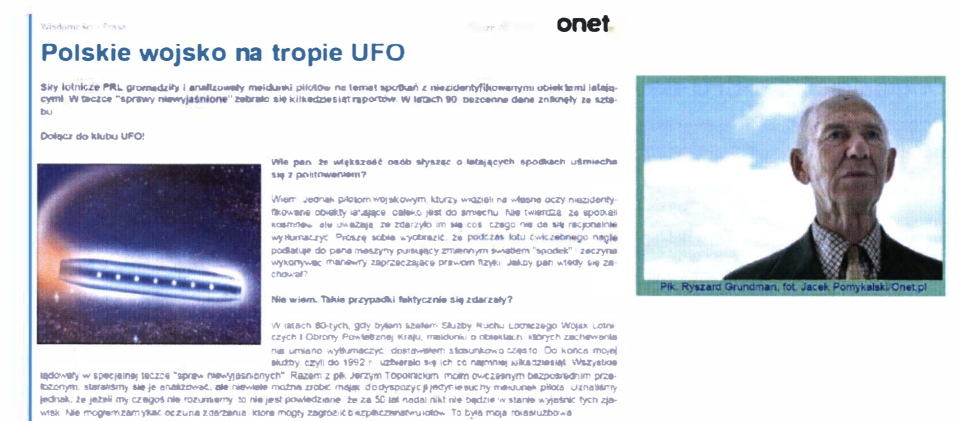 Wiadomości Prasa
onet
Polskie wojsko na tropie UFO
Siły lotnicze PRL gromadziły i analizowały meldunki pilotów na temat spotkań z niezidentyfikowanymi obiektami latają-
cymi. W teczce "sprawy niewyjaśnione" zebrało się kilkadziesiąt raportów. W latach 90. bezcenne dane zniknęły ze szta-
bu.
Dołącz do klubu UFO!
Wie pan, że większość osób słysząc o latających spodkach uśmiecha
się z politowaniem?
Wiem. Jednak pilotom wojskowym, którzy widzieli na własne oczy niezidenty-
fikowane obiekty latające, daleko jest do śmiechu. Nie twierdzą, że spotkali
kosmitów, ale uważają, że zdarzyło im się coś, czego nie da się racjonalnie
wytłumaczyć. Proszę sobie wyobrazić, że podczas lotu ćwiczebnego nagle
podlatuje do pana maszyny pulsujący zmiennym światłem "spodek" i zaczyna
wykonywać manewry zaprzeczające prawom fizyki. Jakby pan wtedy się za-
chował?
Nie wiem. Takie przypadki faktycznie się zdarzały?
W latach 80-tych, gdy byłem szefem Służby Ruchu Lotniczego Wojsk Lotni-
czych i Obrony Powietrznej Kraju, meldunki o obiektach, których zachowania
nie umiano wytłumaczyć, dostawałem stosunkowo często. Do końca mojej
służby, czyli do 1992 r. uzbierało się ich co najmniej kilkadziesiąt. Wszystkie
lądowały w specjalnej teczce "spraw niewyjaśnionych". Razem z płk. Jerzym Topolnickim, moim ówczesnym bezpośrednim prze-
łożonym, staraliśmy się je analizować, ale niewiele można zrobić mając do dyspozycji jedynie suchy meldunek pilota. Uznaliśmy
jednak, że jeżeli my czegoś nie rozumiemy, to nie jest powiedziane, że za 50 lat nadal nikt nie będzie w stanie wyjaśnić tych zja-
wisk. Nie mogłem zamykać oczu na zdarzenia, które mogły zagrozić bezpieczeństwu lotów. To była moja rola służbowa.
Płk. Ryszard Grundman, fot. Jacek Pomykalski/Onet.pl